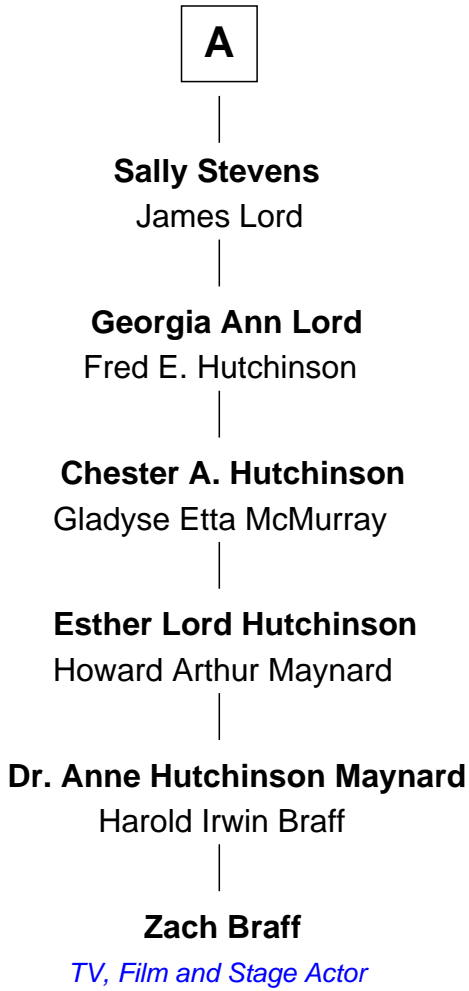 A
Sally Stevens
James Lord
Georgia Ann Lord
Fred E. Hutchinson
Chester A. Hutchinson
Gladyse Etta McMurray
Esther Lord Hutchinson
Howard Arthur Maynard
Dr. Anne Hutchinson Maynard
Harold Irwin Braff
Zach Braff
TV, Film and Stage Actor